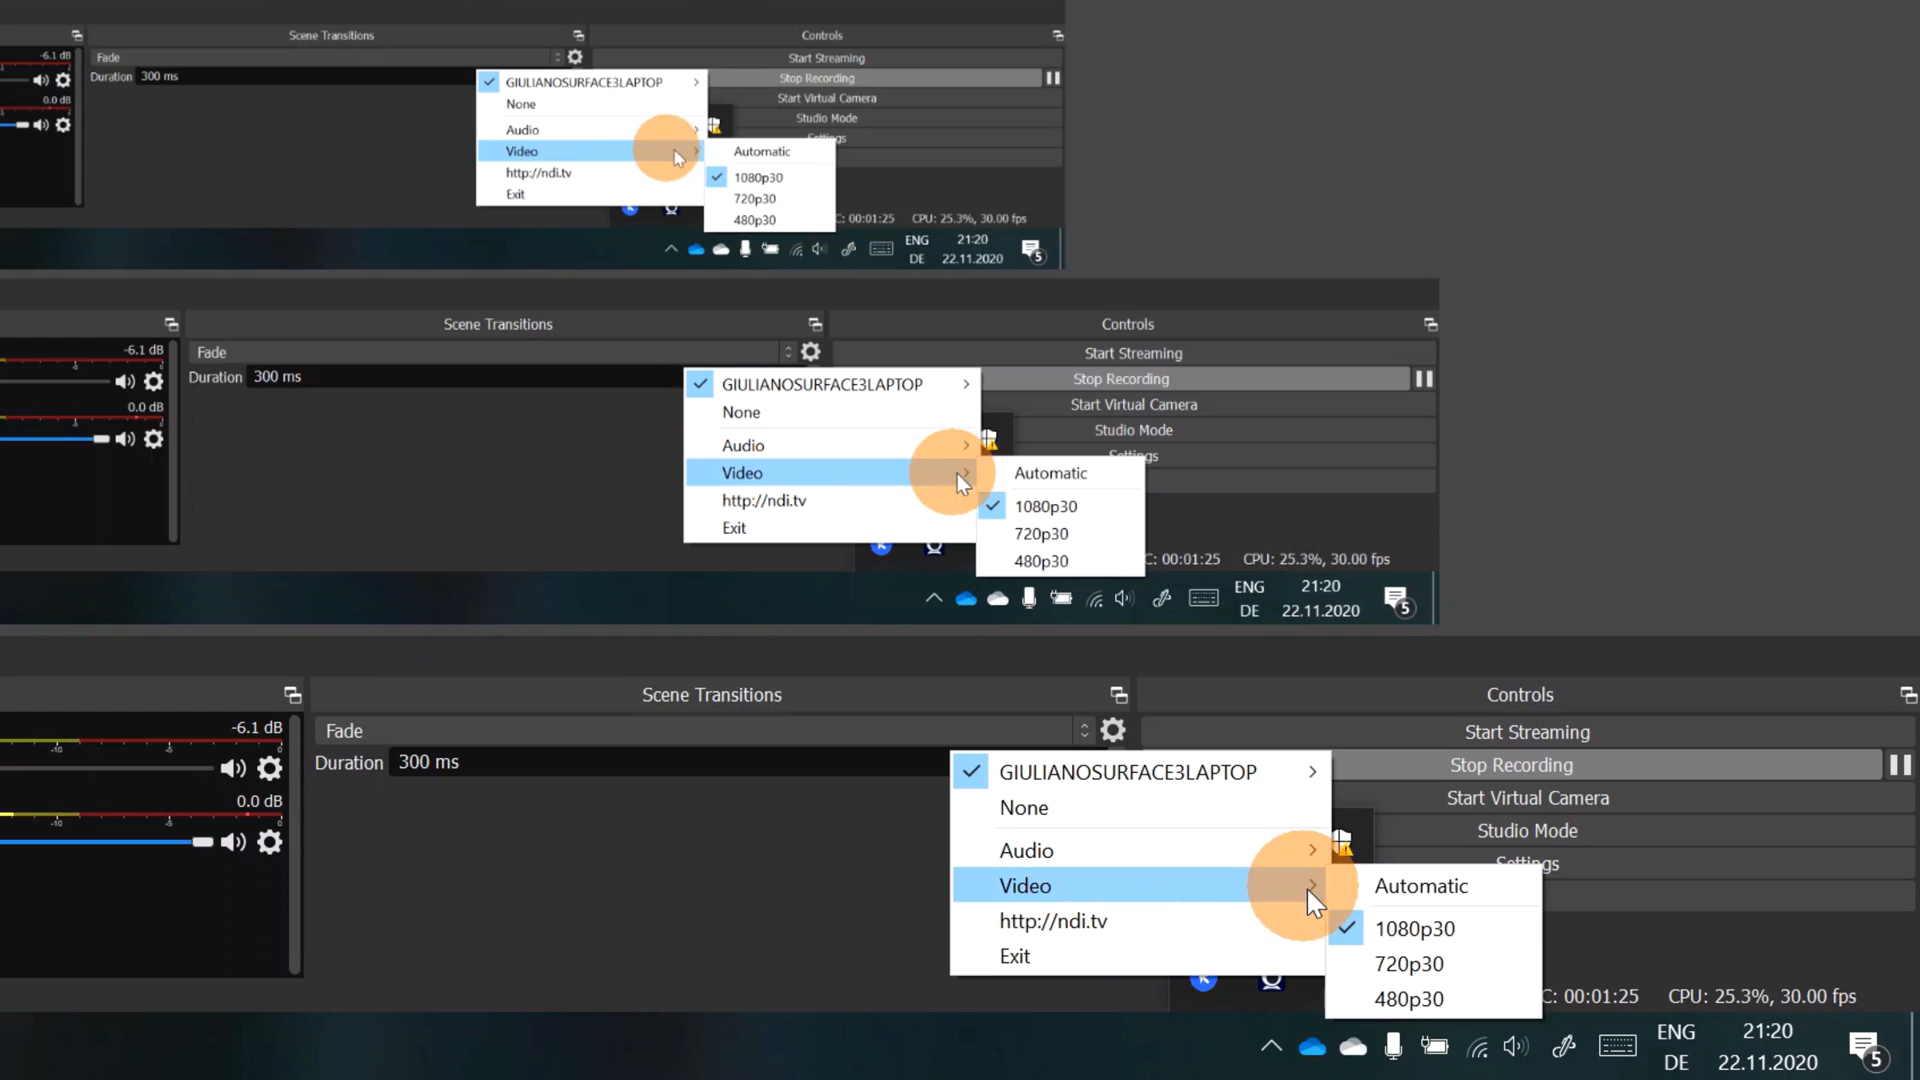 Scene Transitions
Controls
-6.1 dB
Fade
Start Streaming
Duration 300 ms
GIULIANOSURFACE3LAPTOP
Stop Recording
0.0 dB
None
Start Virtual Camera
Audio
Studio Mode
Video
Automatic
http://ndi.tv
1080p30
Exit
720p30
480p30
C: 00:01:25 CPU: 25.3%, 30.00 fps
ENG 21:20
DE 22.11.2020
5
Scene Transitions
Controls
-6.1 dB
Fade
Start Streaming
Duration 300 ms
GIULIANOSURFACE3LAPTOP
Stop Recording
0.0 dB
None
Start Virtual Camera
Audio
Studio Mode
Settings
Video
Automatic
http://ndi.tv
1080p30
Exit
720p30
480p30
C: 00:01:25 CPU: 25.3%, 30.00 fps
ENG 21:20
DE 22.11.2020
5
Scene Transitions
Controls
-6.1 dB
Fade
Start Streaming
-10 -5 0
Duration 300 ms
GIULIANOSURFACE3LAPTOP
Stop Recording
0.0 dB
None
Start Virtual Camera
-10 -5 0
Audio
Studio Mode
Settings
Video
Automatic
http://ndi.tv
1080p30
Exit
720p30
480p30
C: 00:01:25 CPU: 25.3%, 30.00 fps
ENG 21:20
DE 22.11.2020
5